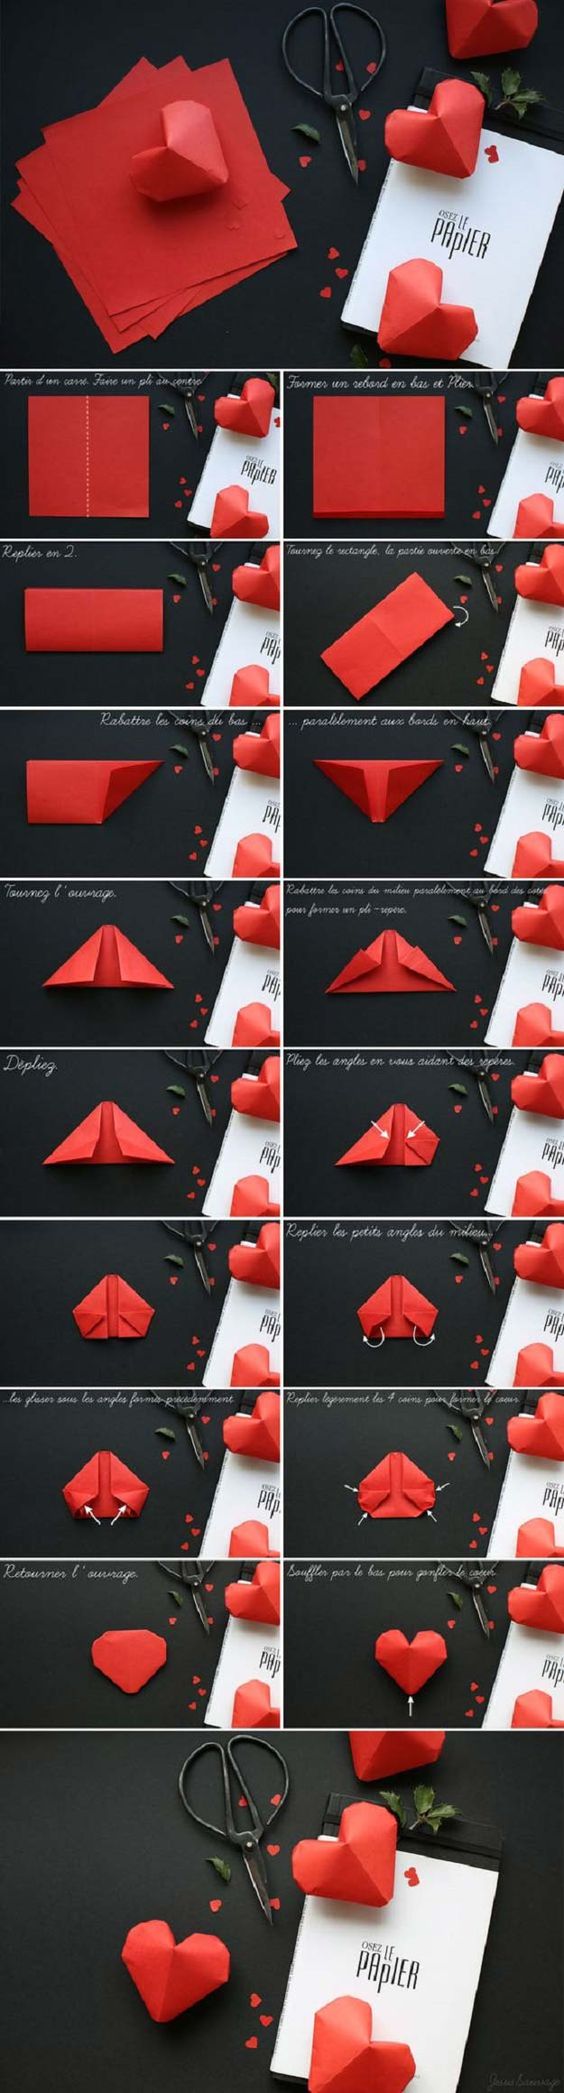 OSEZ LE
PAPIER
Partir d'un carré. Faire un pli au centre
Former un rebord en bas et Plier.
Replier en 2.
Tournez le rectangle, la partie ouverte en bas
Rabattre les coins du bas ...
... paralèlement aux bords en haut.
Tournez l'ouvrage.
Rabattre les coins du milieu paralèlement au bord des côtés
pour former un pli-repère.
Dépliez.
Pliez les angles en vous aidant des repères.
Replier les petits angles du milieu...
...les glisser sous les angles formés précédemment.
Replier légèrement les 4 coins pour former le coeur.
Retourner l'ouvrage.
Souffler par le bas pour gonfler le coeur.
OSEZ LE
PAPIER